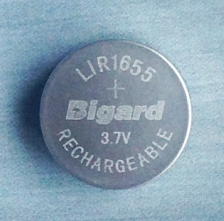 LIR1655
+
Bigard
3.7V
RECHARGEABLE